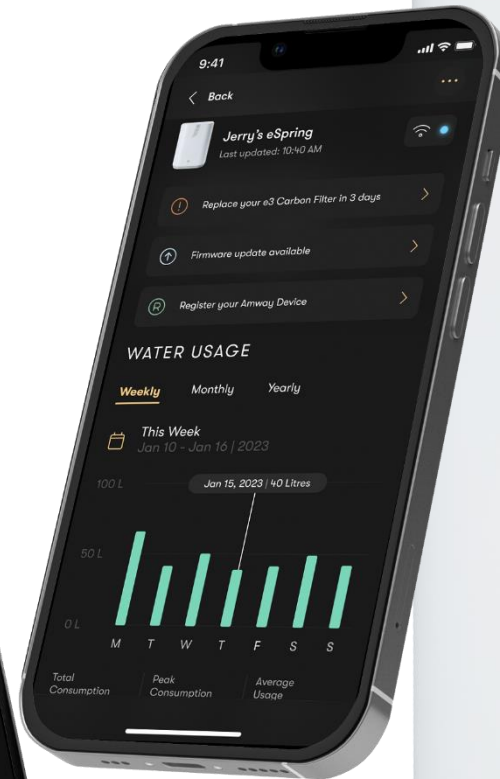 9:41
Back
Jerry's eSpring
Last updated: 10:40 AM
Replace your e3 Carbon Filter in 3 days
Firmware update available
R Register your Amway Device
WATER USAGE
Weekly Monthly Yearly
This Week
Jan 10 - Jan 16 | 2023
100 L
Jan 15, 2023 | 40 Litres
50 L
0 L
M T W T F S S
Total Consumption
Peak Consumption
Average Usage